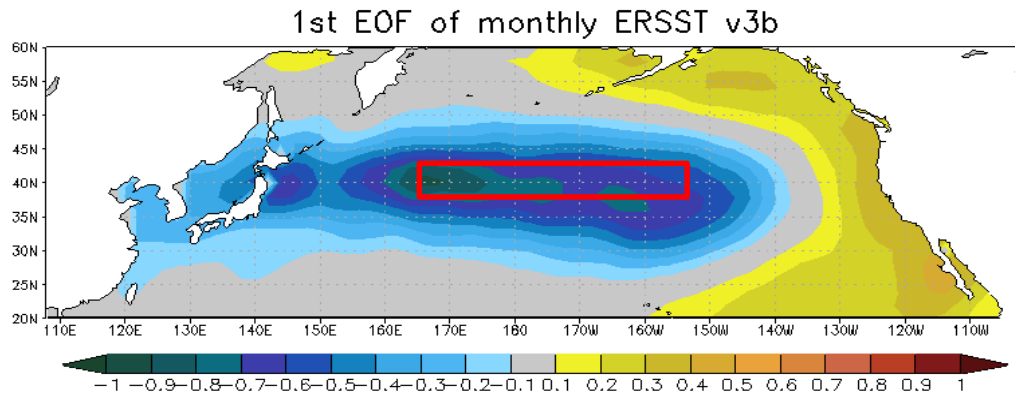 1st EOF of monthly ERSST v3b
60N
55N
50N
45N
40N
35N
30N
25N
20N
110E 120E 130E 140E 150E 160E 170E 180 170W 160W 150W 140W 130W 120W 110W
-1 -0.9 -0.8 -0.7 -0.6 -0.5 -0.4 -0.3 -0.2 -0.1 0.1 0.2 0.3 0.4 0.5 0.6 0.7 0.8 0.9 1